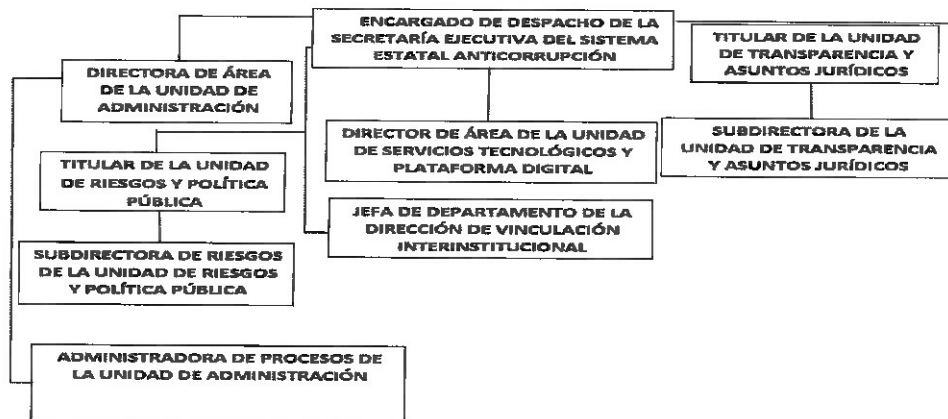 ENCARGADO DE DESPACHO DE LA
SECRETARÍA EJECUTIVA DEL SISTEMA
ESTATAL ANTICORRUPCIÓN
TITULAR DE LA UNIDAD
DE TRANSPARENCIA Y
ASUNTOS JURÍDICOS
DIRECTORA DE ÁREA
DE LA UNIDAD DE
ADMINISTRACIÓN
DIRECTOR DE ÁREA DE LA UNIDAD
DE SERVICIOS TECNOLÓGICOS Y
PLATAFORMA DIGITAL
SUBDIRECTORA DE LA
UNIDAD DE TRANSPARENCIA
Y ASUNTOS JURÍDICOS
TITULAR DE LA UNIDAD
DE RIESGOS Y POLÍTICA
PÚBLICA
JEFA DE DEPARTAMENTO DE LA
DIRECCIÓN DE VINCULACIÓN
INTERINSTITUCIONAL
SUBDIRECTORA DE RIESGOS
DE LA UNIDAD DE RIESGOS
Y POLÍTICA PÚBLICA
ADMINISTRADORA DE PROCESOS DE
LA UNIDAD DE ADMINISTRACIÓN